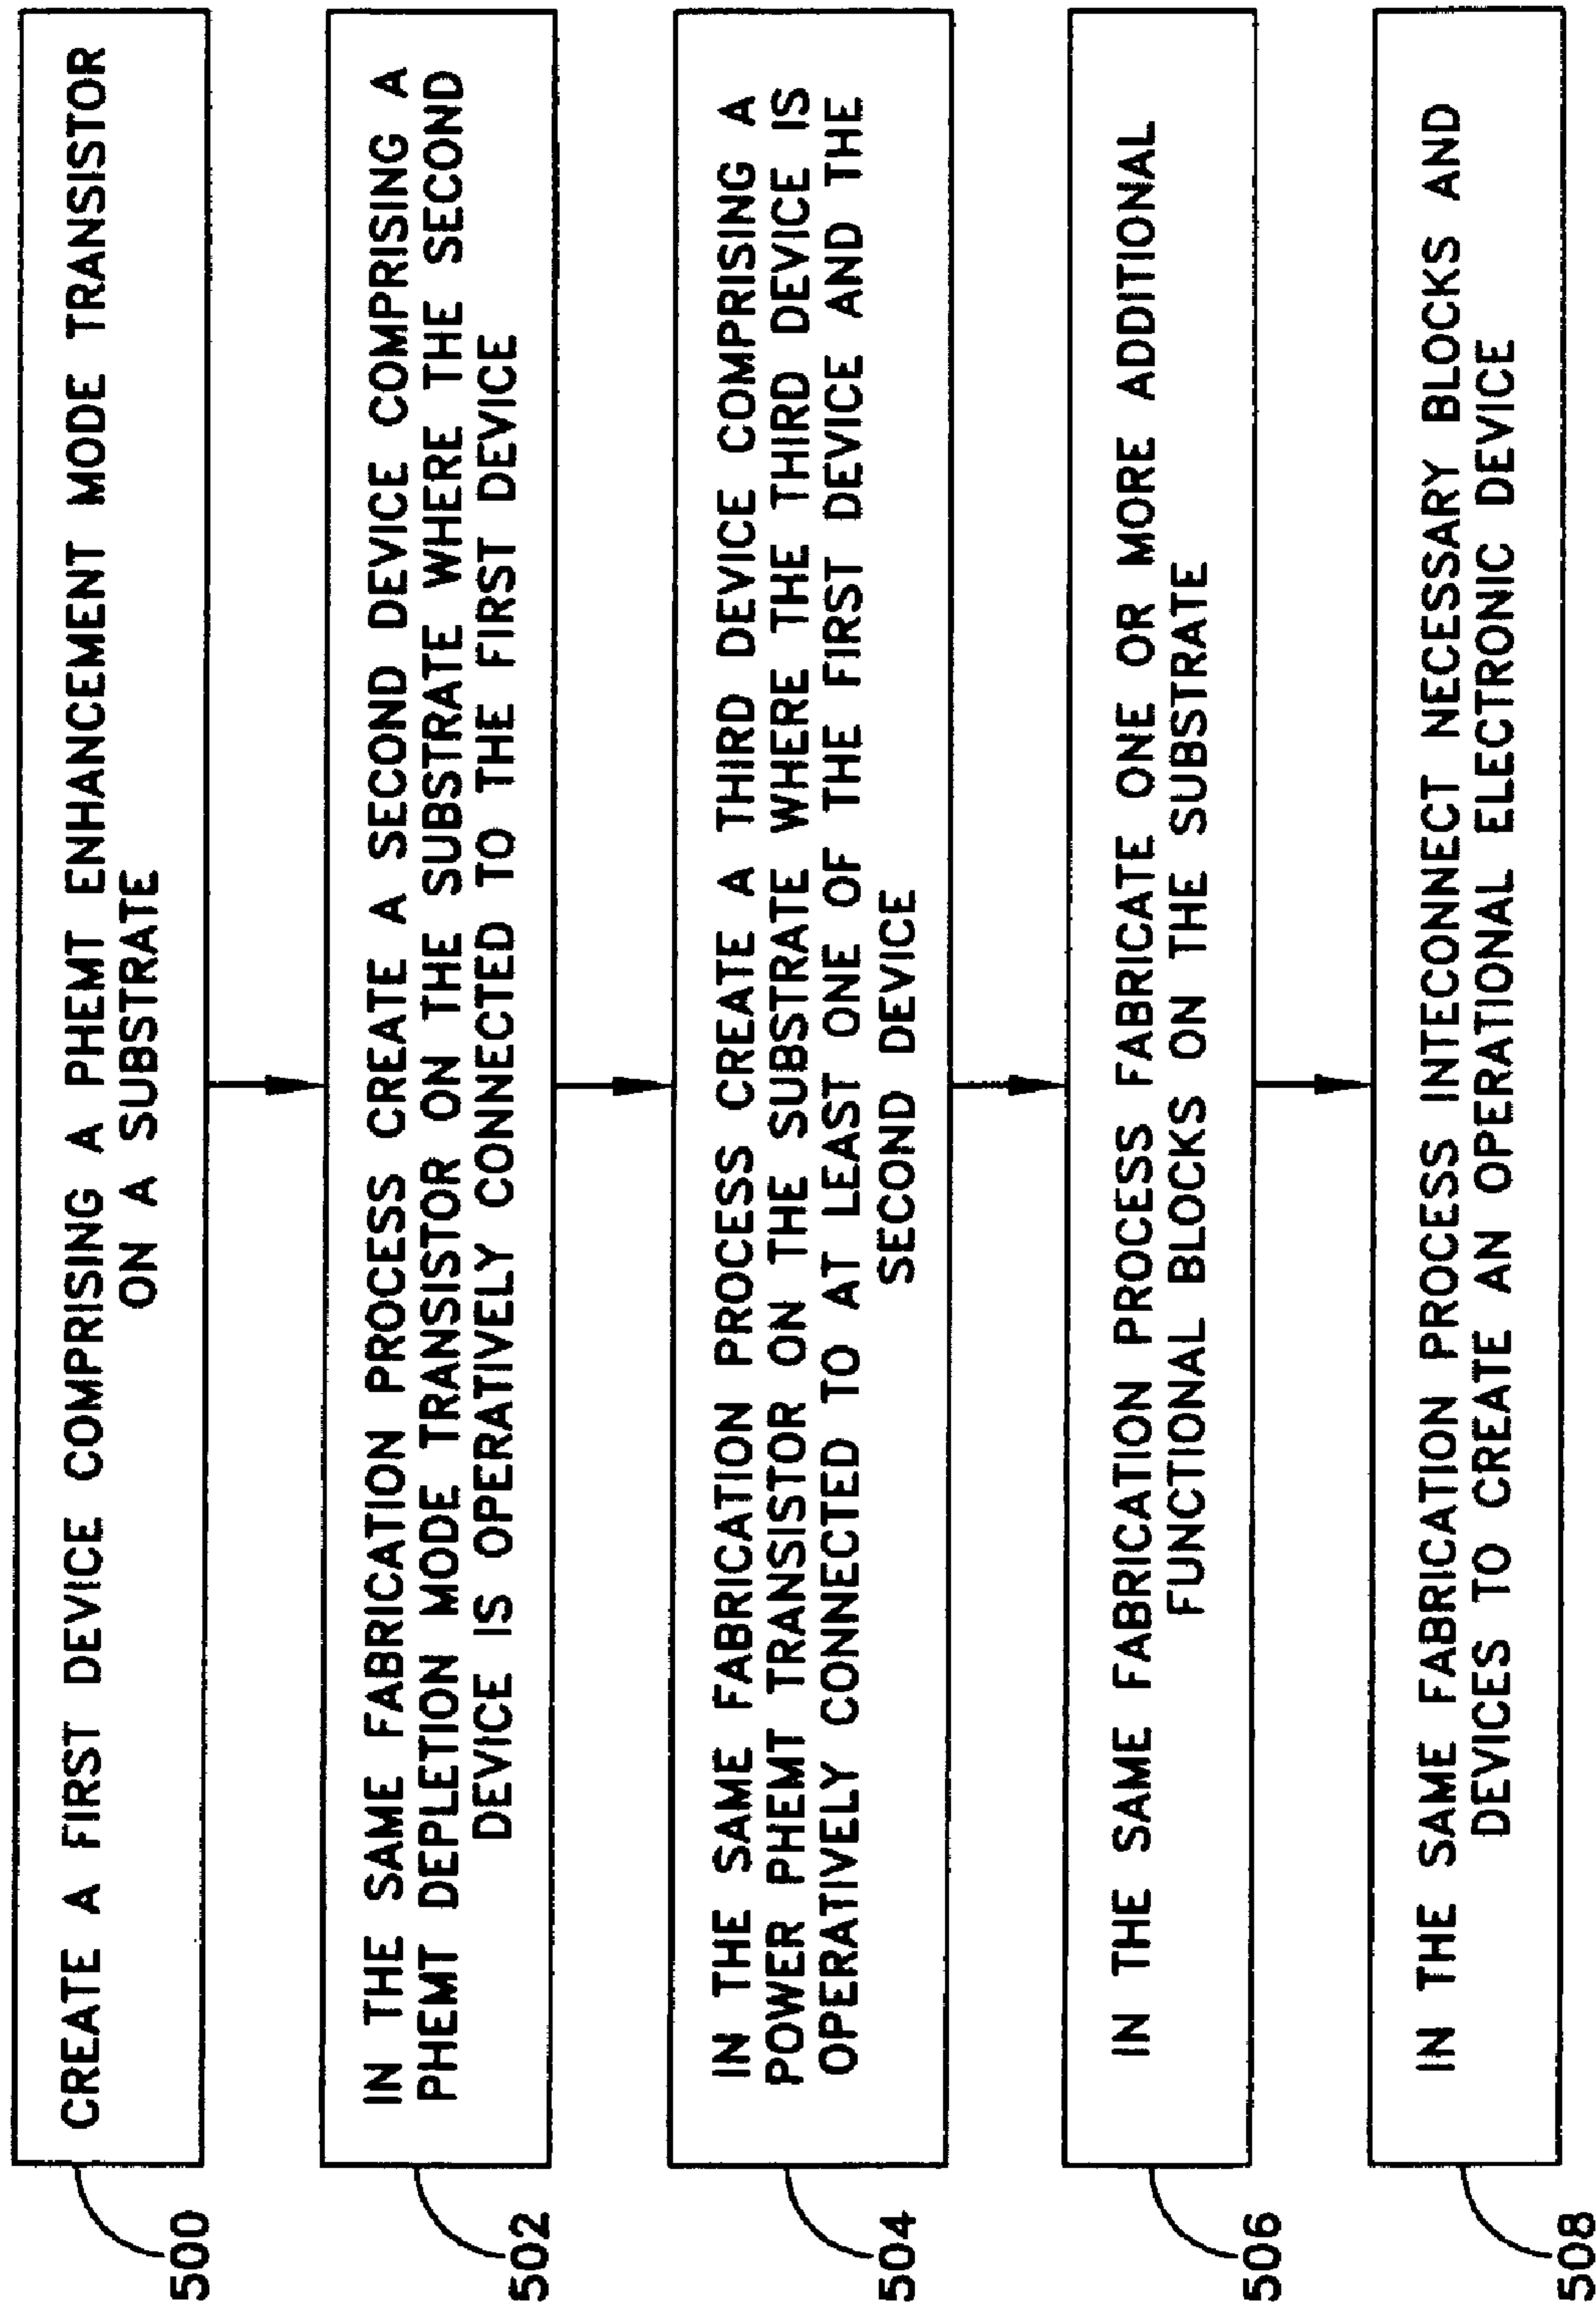 500
CREATE A FIRST DEVICE COMPRISING A PHEMT ENHANCEMENT MODE TRANSISTOR
ON A SUBSTRATE
502
IN THE SAME FABRICATION PROCESS CREATE A SECOND DEVICE COMPRISING A
PHEMT DEPLETION MODE TRANSISTOR ON THE SUBSTRATE WHERE THE SECOND
DEVICE IS OPERATIVELY CONNECTED TO THE FIRST DEVICE
504
IN THE SAME FABRICATION PROCESS CREATE A THIRD DEVICE COMPRISING A
POWER PHEMT TRANSISTOR ON THE SUBSTRATE WHERE THE THIRD DEVICE IS
OPERATIVELY CONNECTED TO AT LEAST ONE OF THE FIRST DEVICE AND THE
SECOND DEVICE
506
IN THE SAME FABRICATION PROCESS FABRICATE ONE OR MORE ADDITIONAL
FUNCTIONAL BLOCKS ON THE SUBSTRATE
508
IN THE SAME FABRICATION PROCESS INTECONNECT NECESSARY BLOCKS AND
DEVICES TO CREATE AN OPERATIONAL ELECTRONIC DEVICE